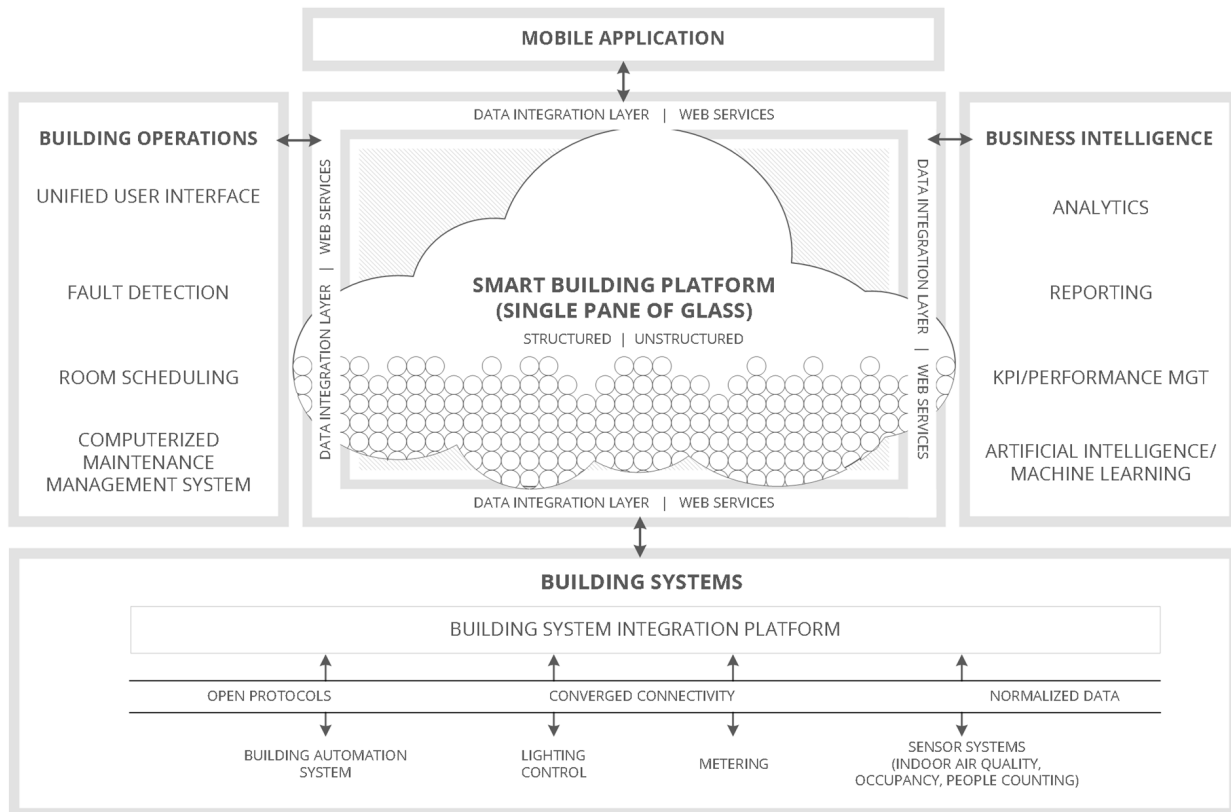 MOBILE APPLICATION
DATA INTEGRATION LAYER | WEB SERVICES
BUILDING OPERATIONS
UNIFIED USER INTERFACE
FAULT DETECTION
ROOM SCHEDULING
COMPUTERIZED
MAINTENANCE
MANAGEMENT SYSTEM
DATA INTEGRATION LAYER | WEB SERVICES
SMART BUILDING PLATFORM
(SINGLE PANE OF GLASS)
STRUCTURED | UNSTRUCTURED
DATA INTEGRATION LAYER | WEB SERVICES
BUSINESS INTELLIGENCE
ANALYTICS
REPORTING
KPI/PERFORMANCE MGT
ARTIFICIAL INTELLIGENCE/
MACHINE LEARNING
DATA INTEGRATION LAYER | WEB SERVICES
BUILDING SYSTEMS
BUILDING SYSTEM INTEGRATION PLATFORM
OPEN PROTOCOLS
CONVERGED CONNECTIVITY
NORMALIZED DATA
BUILDING AUTOMATION
SYSTEM
LIGHTING
CONTROL
METERING
SENSOR SYSTEMS
(INDOOR AIR QUALITY,
OCCUPANCY, PEOPLE COUNTING)